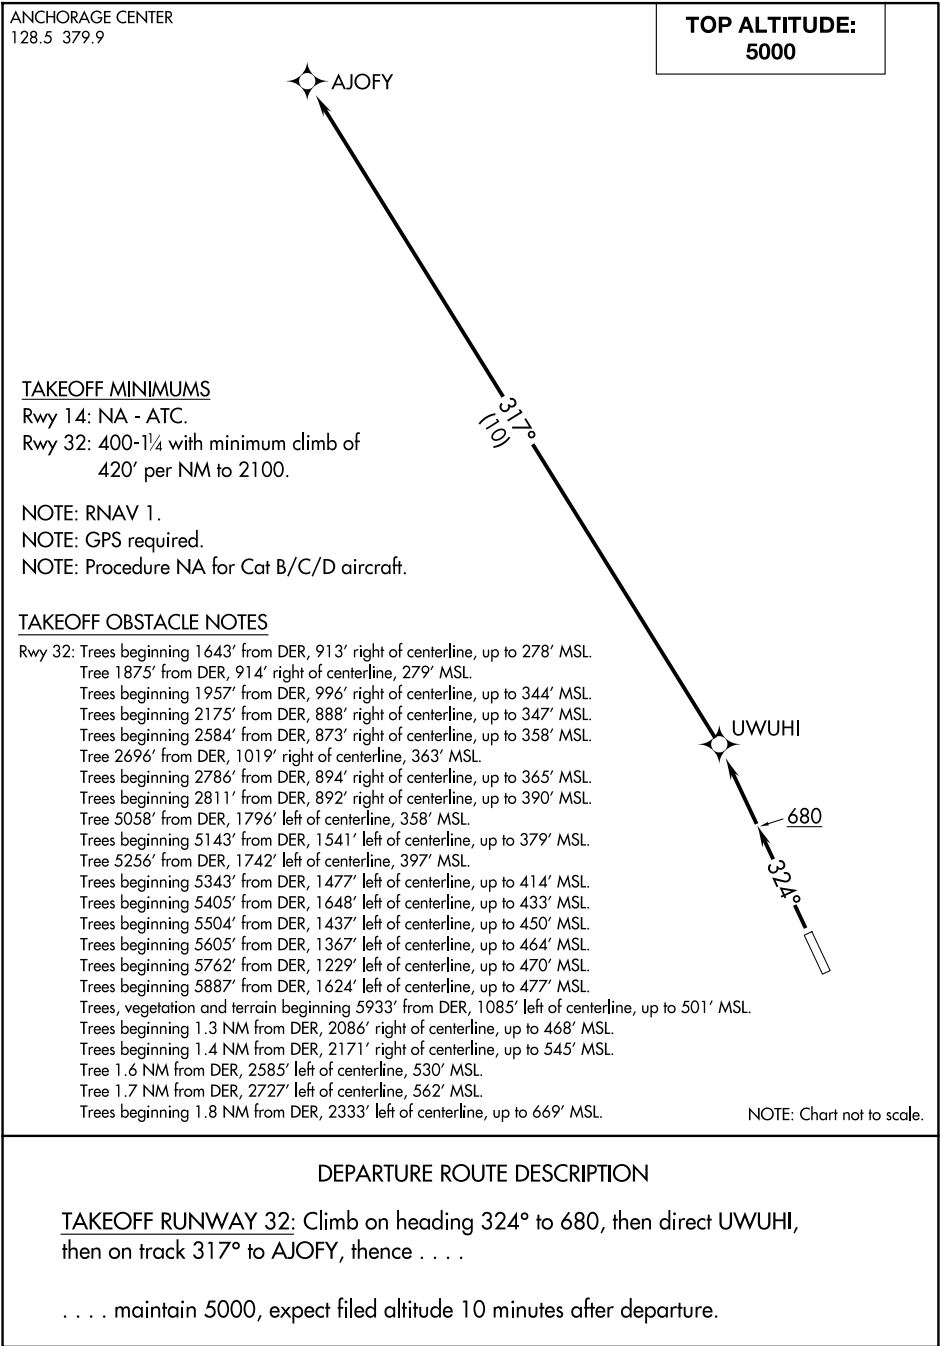 ANCHORAGE CENTER
128.5 379.9
TOP ALTITUDE:
5000
AJOFY
317°
(10)
TAKEOFF MINIMUMS
Rwy 14: NA - ATC.
Rwy 32: 400-1¼ with minimum climb of
420' per NM to 2100.
NOTE: RNAV 1.
NOTE: GPS required.
NOTE: Procedure NA for Cat B/C/D aircraft.
TAKEOFF OBSTACLE NOTES
Rwy 32: Trees beginning 1643' from DER, 913' right of centerline, up to 278' MSL.
Tree 1875' from DER, 914' right of centerline, 279' MSL.
Trees beginning 1957' from DER, 996' right of centerline, up to 344' MSL.
Trees beginning 2175' from DER, 888' right of centerline, up to 347' MSL.
Trees beginning 2584' from DER, 873' right of centerline, up to 358' MSL.
Tree 2696' from DER, 1019' right of centerline, 363' MSL.
Trees beginning 2786' from DER, 894' right of centerline, up to 365' MSL.
Trees beginning 2811' from DER, 892' right of centerline, up to 390' MSL.
Tree 5058' from DER, 1796' left of centerline, 358' MSL.
Trees beginning 5143' from DER, 1541' left of centerline, up to 379' MSL.
Tree 5256' from DER, 1742' left of centerline, 397' MSL.
Trees beginning 5343' from DER, 1477' left of centerline, up to 414' MSL.
Trees beginning 5405' from DER, 1648' left of centerline, up to 433' MSL.
Trees beginning 5504' from DER, 1437' left of centerline, up to 450' MSL.
Trees beginning 5605' from DER, 1367' left of centerline, up to 464' MSL.
Trees beginning 5762' from DER, 1229' left of centerline, up to 470' MSL.
Trees beginning 5887' from DER, 1624' left of centerline, up to 477' MSL.
Trees, vegetation and terrain beginning 5933' from DER, 1085' left of centerline, up to 501' MSL.
Trees beginning 1.3 NM from DER, 2086' right of centerline, up to 468' MSL.
Trees beginning 1.4 NM from DER, 2171' right of centerline, up to 545' MSL.
Tree 1.6 NM from DER, 2585' left of centerline, 530' MSL.
Tree 1.7 NM from DER, 2727' left of centerline, 562' MSL.
Trees beginning 1.8 NM from DER, 2333' left of centerline, up to 669' MSL.
UWUHI
680
324°
NOTE: Chart not to scale.
DEPARTURE ROUTE DESCRIPTION
TAKEOFF RUNWAY 32: Climb on heading 324° to 680, then direct UWUHI,
then on track 317° to AJOFY, thence . . . .
. . . . maintain 5000, expect filed altitude 10 minutes after departure.